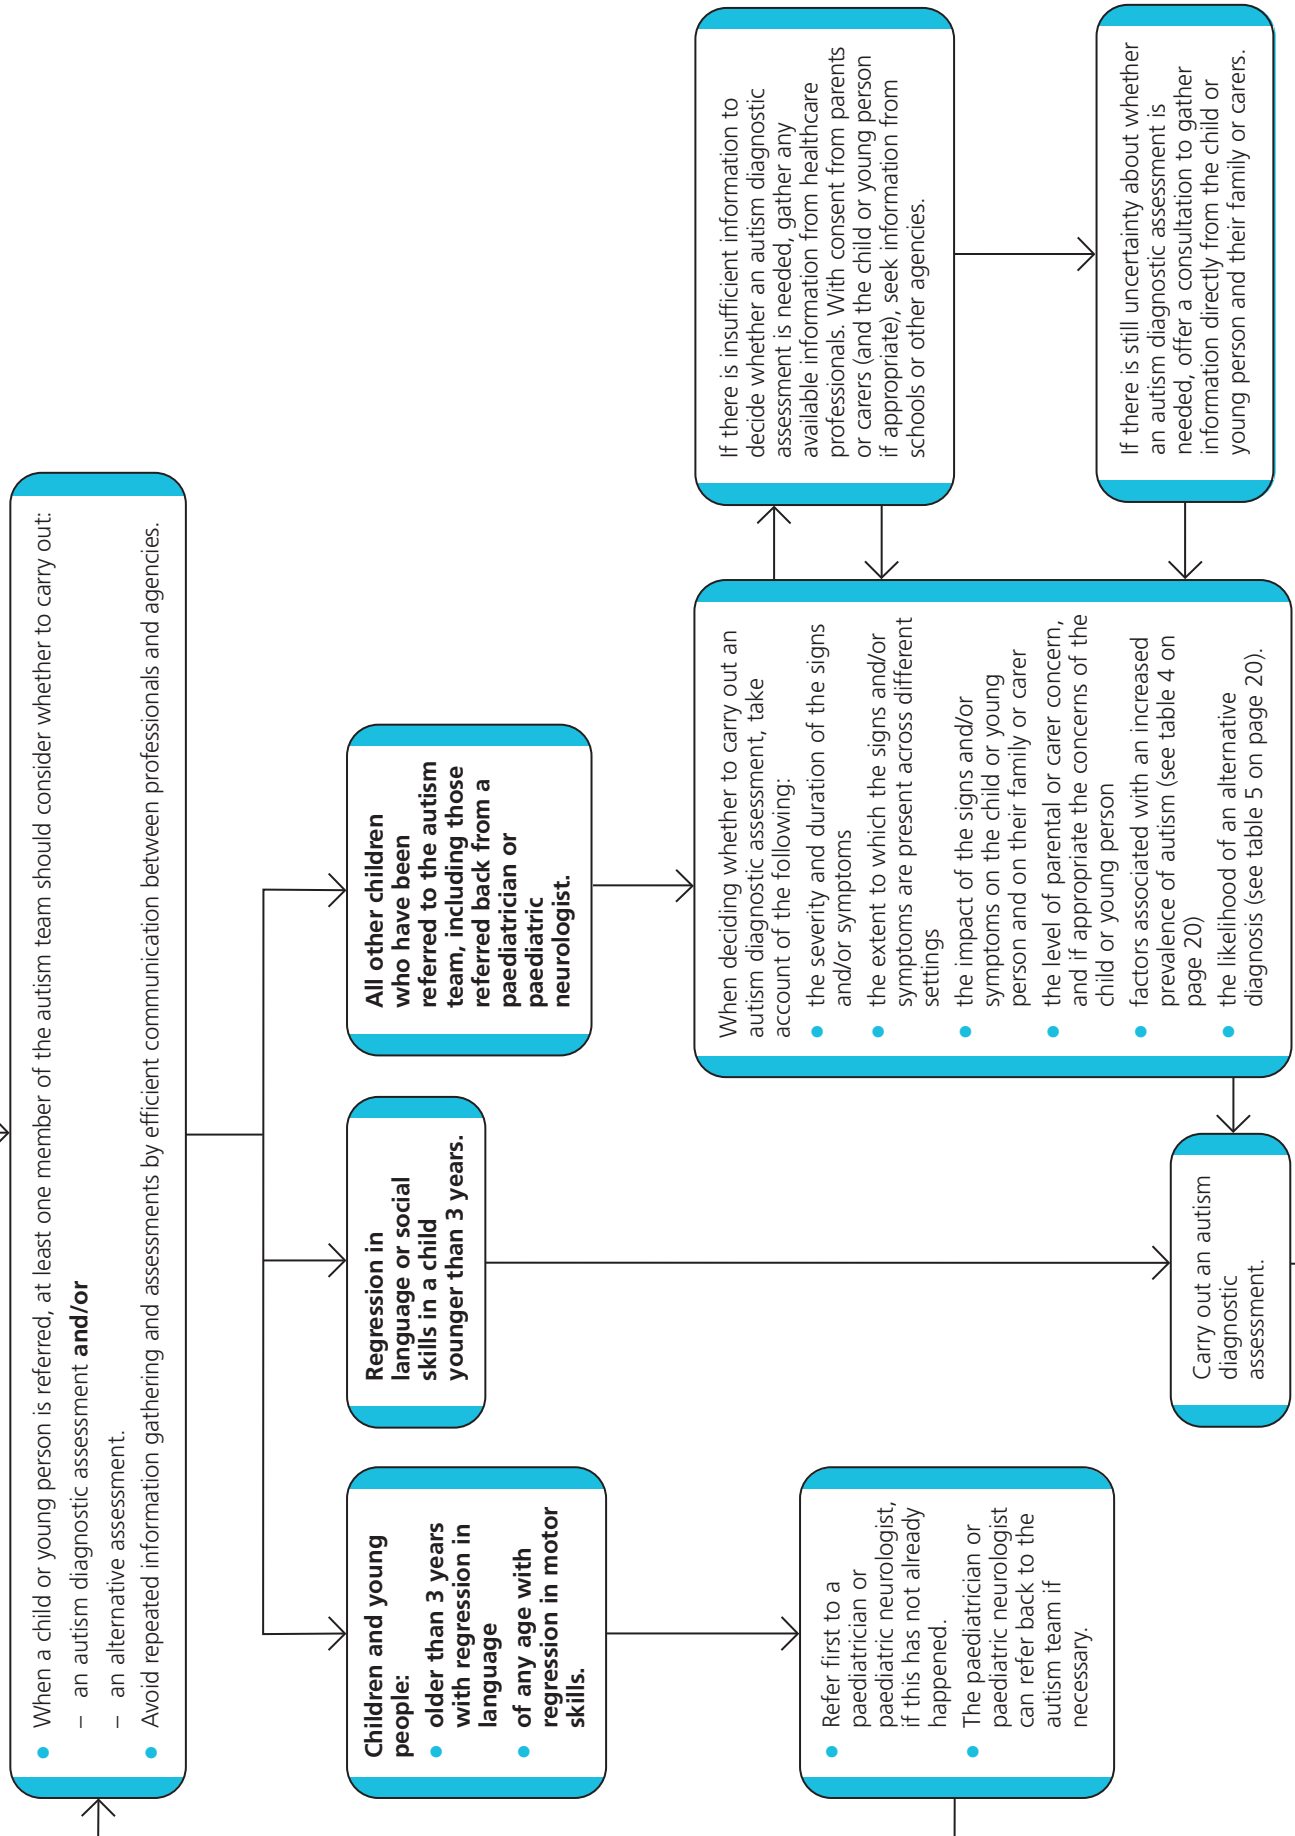 When a child or young person is referred, at least one member of the autism team should consider whether to carry out:
– an autism diagnostic assessment and/or
– an alternative assessment.
Avoid repeated information gathering and assessments by efficient communication between professionals and agencies.
Children and young
people:
older than 3 years
with regression in
language
of any age with
regression in motor
skills.
Regression in
language or social
skills in a child
younger than 3 years.
All other children
who have been
referred to the autism
team, including those
referred back from a
paediatrician or
paediatric
neurologist.
Refer first to a
paediatrician or
paediatric neurologist,
if this has not already
happened.
The paediatrician or
paediatric neurologist
can refer back to the
autism team if
necessary.
When deciding whether to carry out an
autism diagnostic assessment, take
account of the following:
the severity and duration of the signs
and/or symptoms
the extent to which the signs and/or
symptoms are present across different
settings
the impact of the signs and/or
symptoms on the child or young
person and on their family or carer
the level of parental or carer concern,
and if appropriate the concerns of the
child or young person
factors associated with an increased
prevalence of autism (see table 4 on
page 20)
the likelihood of an alternative
diagnosis (see table 5 on page 20).
If there is insufficient information to
decide whether an autism diagnostic
assessment is needed, gather any
available information from healthcare
professionals. With consent from parents
or carers (and the child or young person
if appropriate), seek information from
schools or other agencies.
If there is still uncertainty about whether
an autism diagnostic assessment is
needed, offer a consultation to gather
information directly from the child or
young person and their family or carers.
Carry out an autism
diagnostic
assessment.